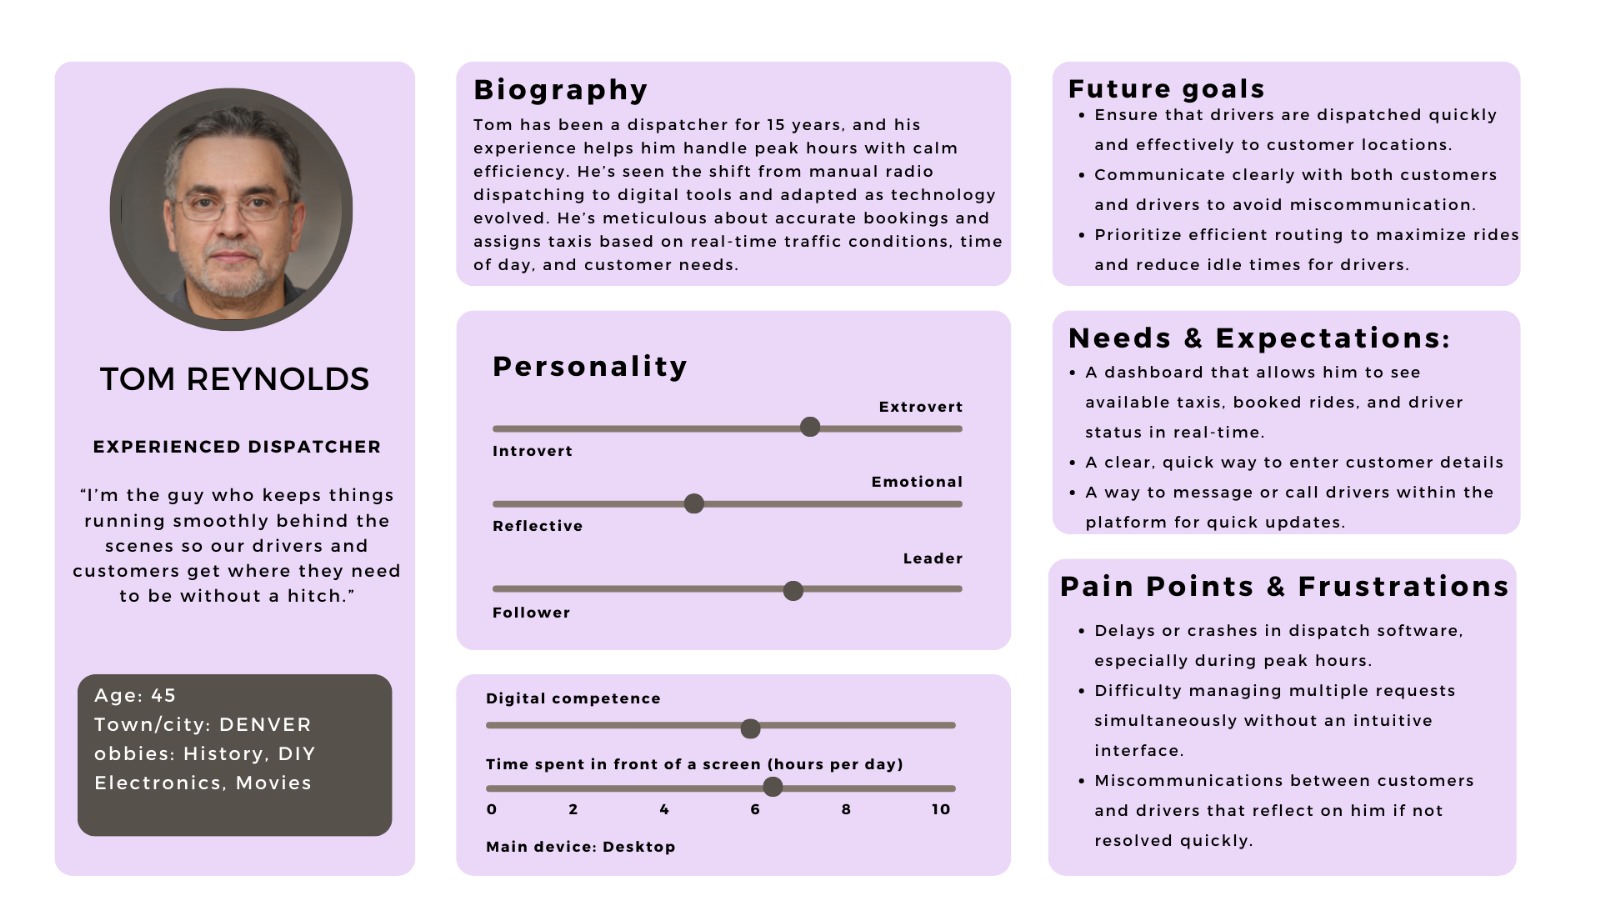 TOM REYNOLDS
EXPERIENCED DISPATCHER
“I’m the guy who keeps things
running smoothly behind the
scenes so our drivers and
customers get where they need
to be without a hitch.”
Age: 45
Town/city: DENVER
obbies: History, DIY
Electronics, Movies
Biography
Tom has been a dispatcher for 15 years, and his
experience helps him handle peak hours with calm
efficiency. He’s seen the shift from manual radio
dispatching to digital tools and adapted as technology
evolved. He’s meticulous about accurate bookings and
assigns taxis based on real-time traffic conditions, time
of day, and customer needs.
Personality
Extrovert
Introvert
Emotional
Reflective
Leader
Follower
Digital competence
Time spent in front of a screen (hours per day)
0 2 4 6 8 10
Main device: Desktop
Future goals
• Ensure that drivers are dispatched quickly
and effectively to customer locations.
• Communicate clearly with both customers
and drivers to avoid miscommunication.
• Prioritize efficient routing to maximize rides
and reduce idle times for drivers.
Needs & Expectations:
• A dashboard that allows him to see
available taxis, booked rides, and driver
status in real-time.
• A clear, quick way to enter customer details
• A way to message or call drivers within the
platform for quick updates.
Pain Points & Frustrations
• Delays or crashes in dispatch software,
especially during peak hours.
• Difficulty managing multiple requests
simultaneously without an intuitive
interface.
• Miscommunications between customers
and drivers that reflect on him if not
resolved quickly.